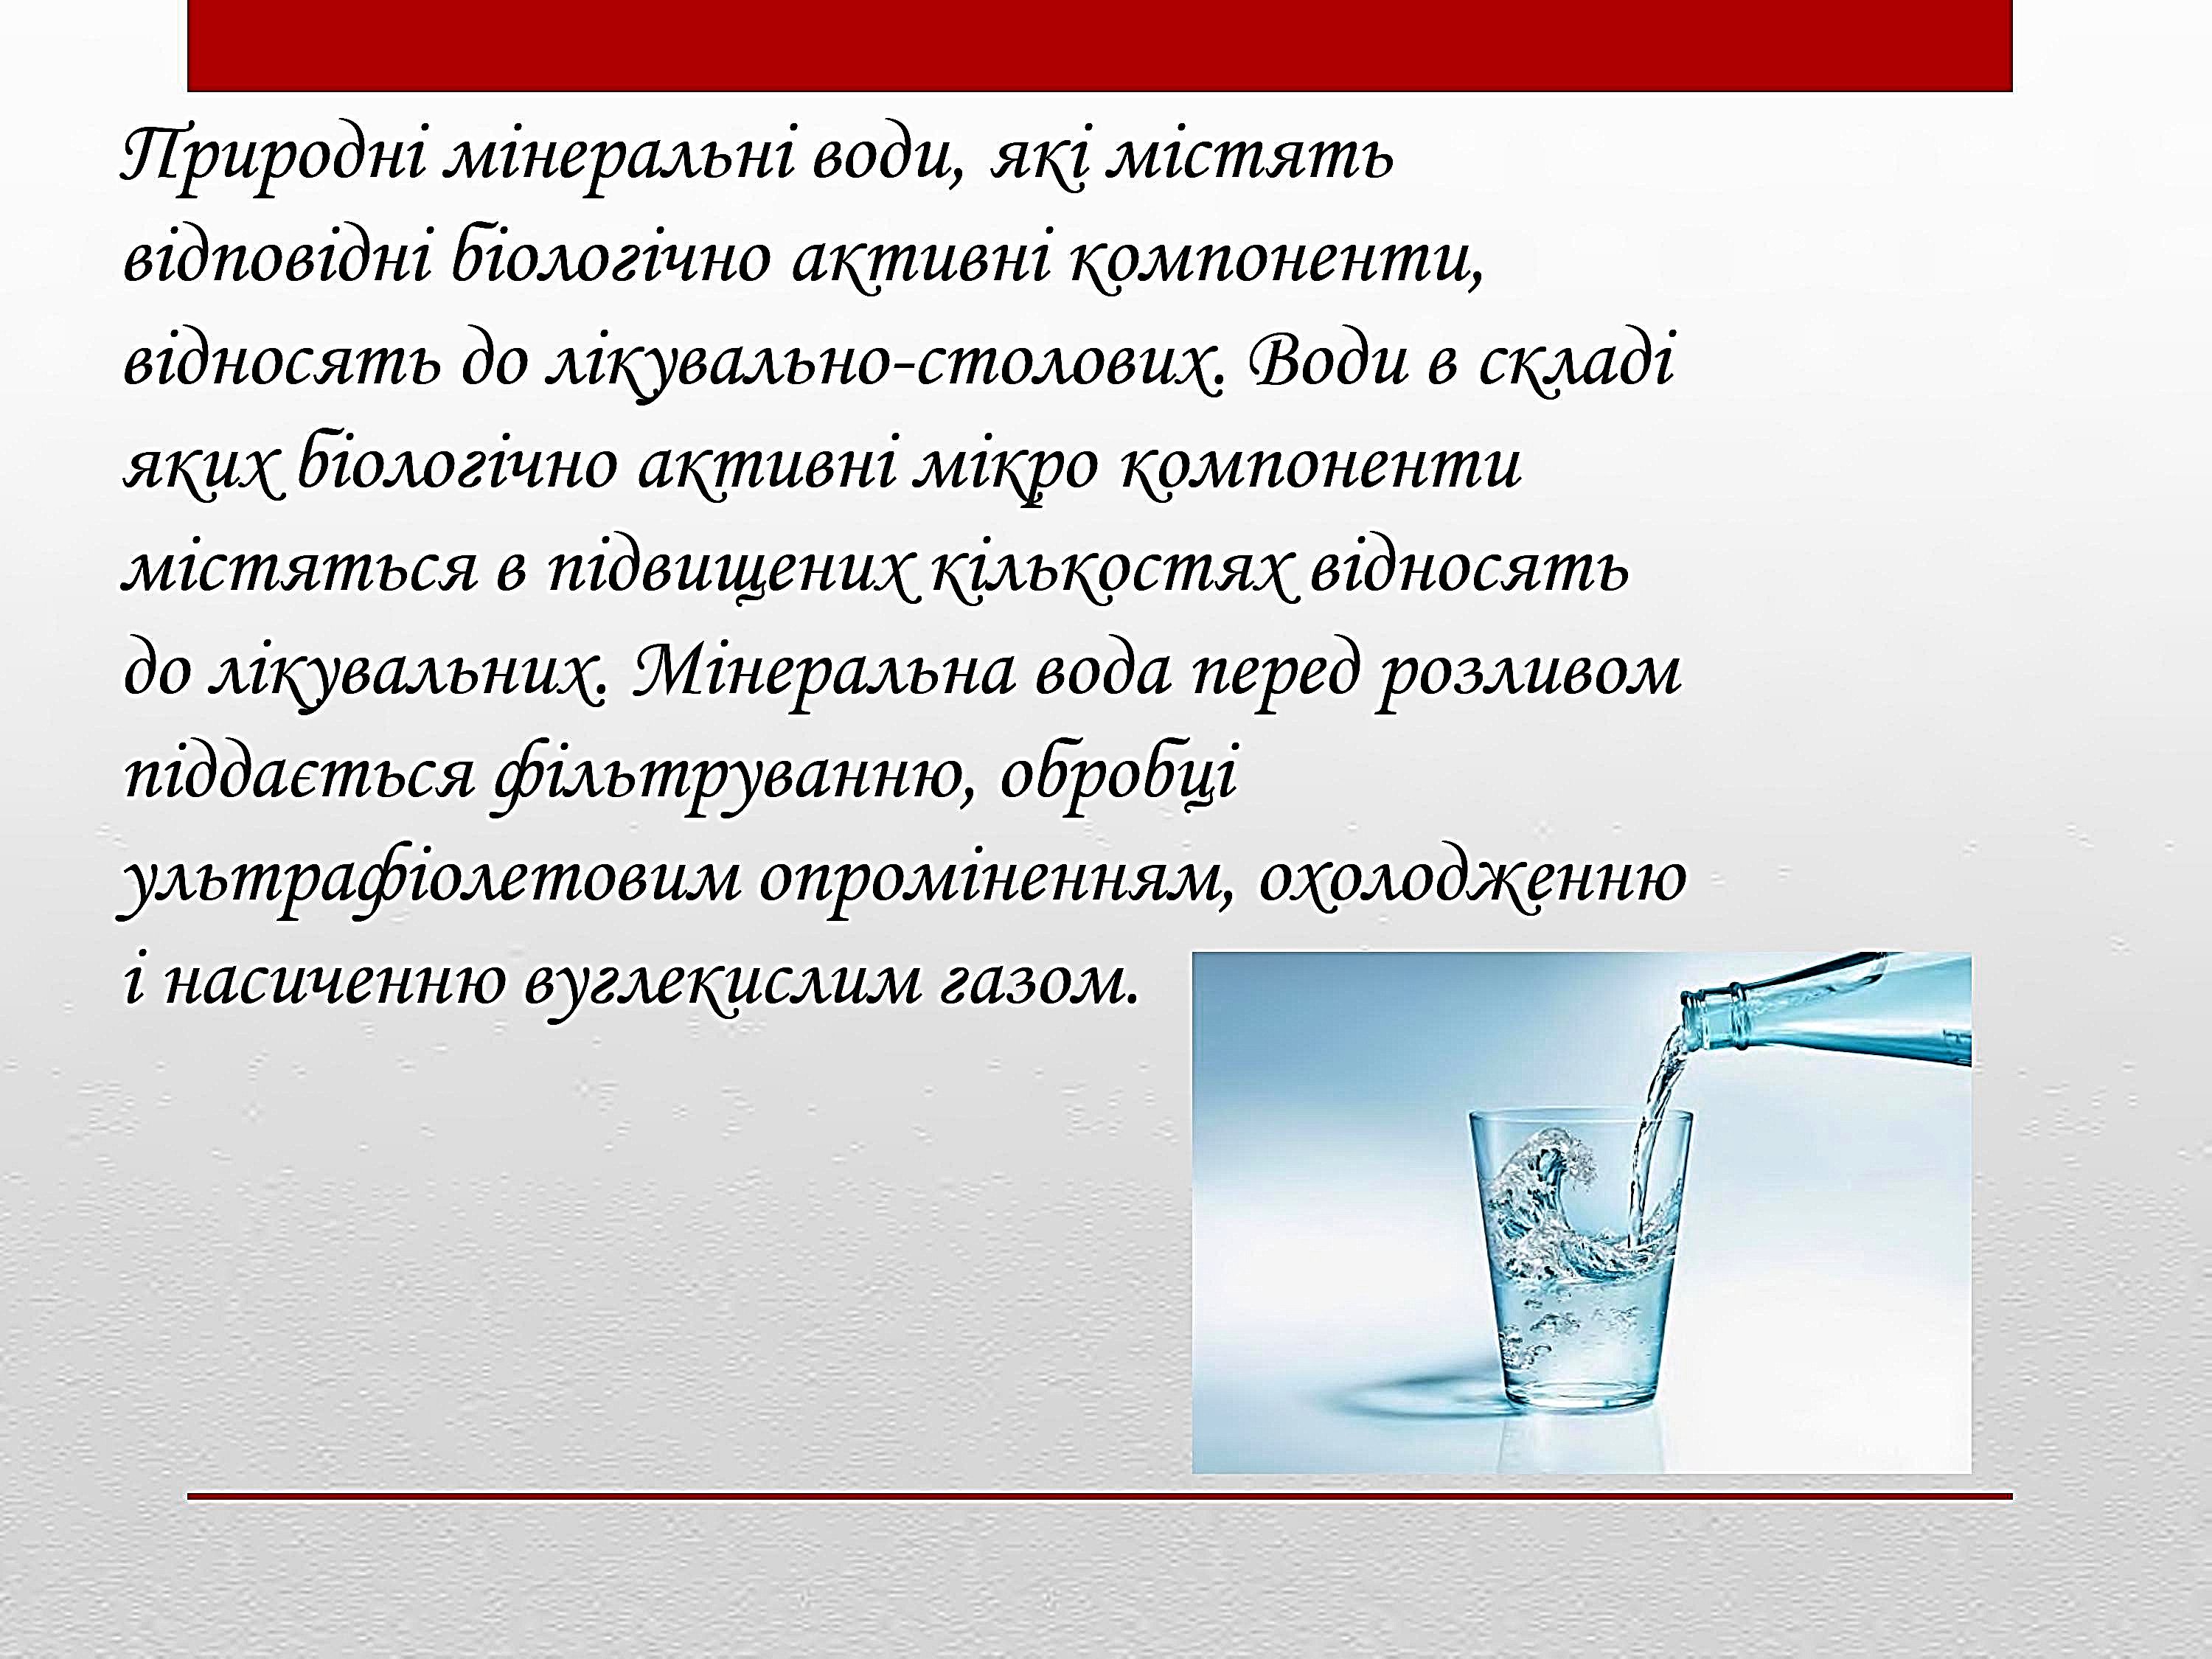 Природні мінеральні води, які містять
відповідні біологічно активні компоненти,
відносять до лікувально-столових. Води в складі
яких біологічно активні мікро компоненти
містяться в підвищених кількостях відносять
до лікувальних. Мінеральна вода перед розливом
піддається фільтруванню, обробці
ультрафіолетовим опроміненням, охолодженню
і насиченню вуглекислим газом.